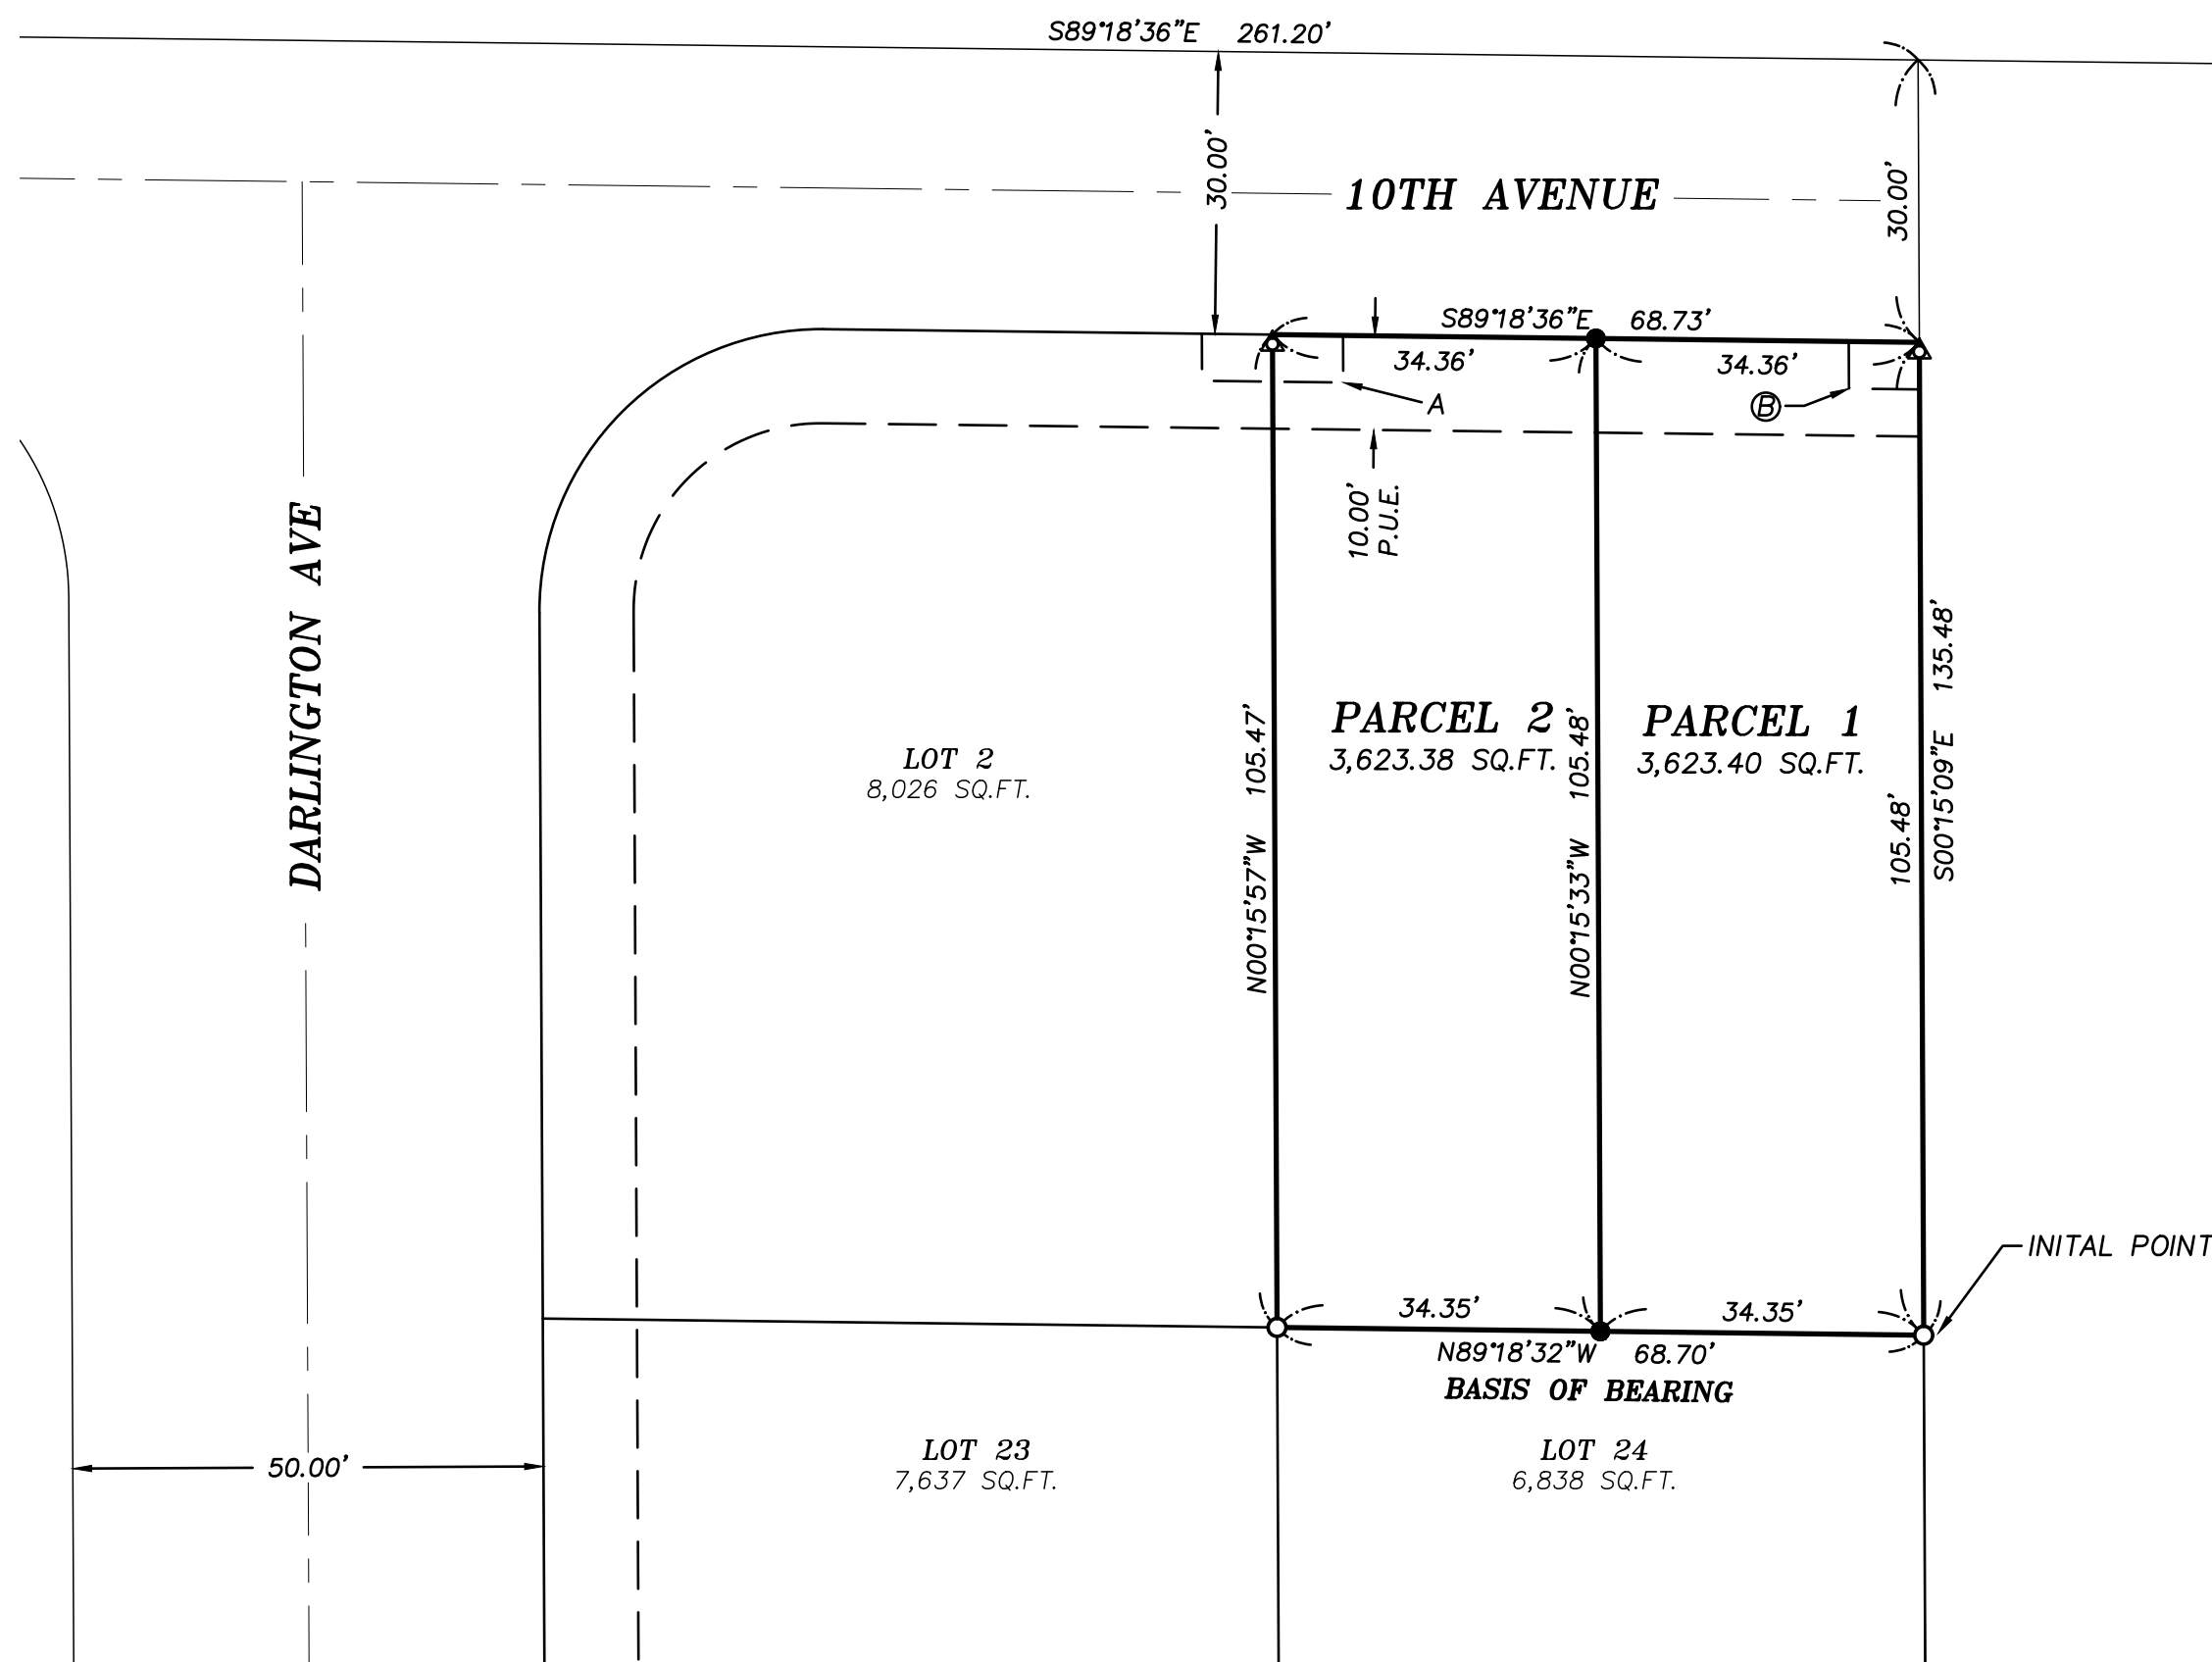 S89°18'36"E 261.20'
30.00'
10TH AVENUE
30.00'
S89°18'36"E 68.73'
34.36'
34.36'
A
B
10.00'
P.U.E.
DARLINGTON AVE
LOT 2
8,026 SQ.FT.
N00°15'57"W 105.47'
PARCEL 2
3,623.38 SQ.FT.
N00°15'33"W 105.48'
PARCEL 1
3,623.40 SQ.FT.
105.48'
S00°15'09"E 135.48'
INITAL POINT
34.35'
34.35'
N89°18'32"W 68.70'
BASIS OF BEARING
50.00'
LOT 23
7,637 SQ.FT.
LOT 24
6,838 SQ.FT.